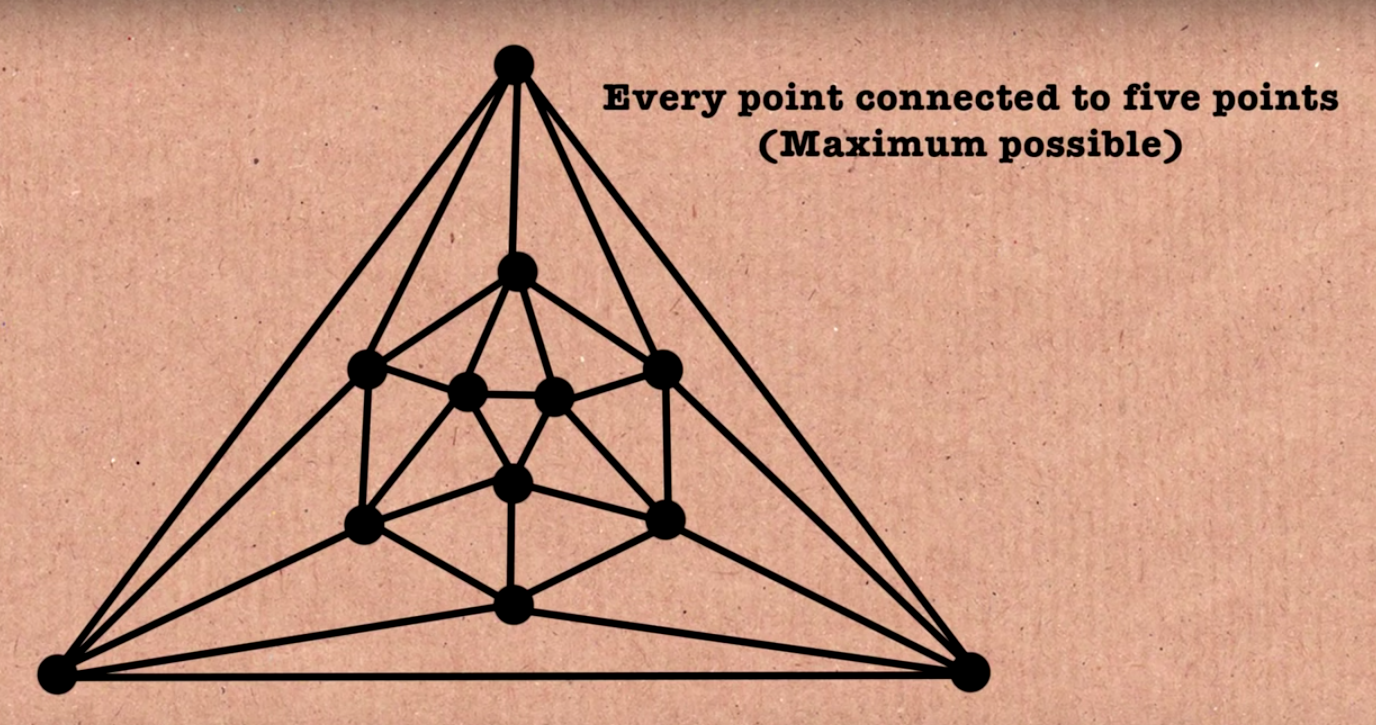 Every point connected to five points
(Maximum possible)